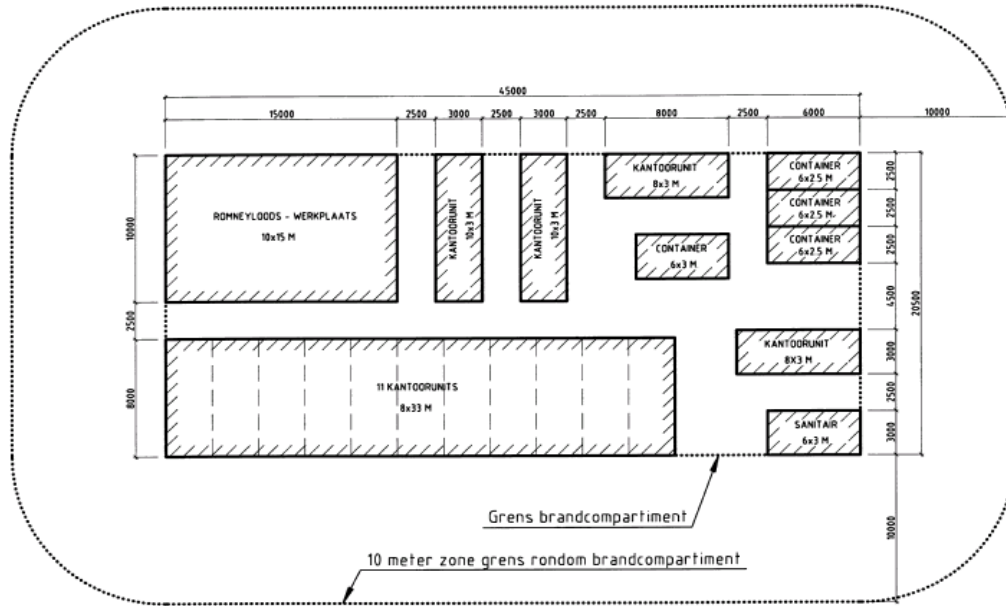 45000
15000
2500
3000
2500
3000
2500
8000
2500
6000
10000
10000
2500
8000
ROMNEYLOODS - WERKPLAATS
10x15 M
KANTOORUNIT
10x3 M
KANTOORUNIT
10x3 M
KANTOORUNIT
8x3 M
CONTAINER
6x3 M
CONTAINER
6x2.5 M
CONTAINER
6x2.5 M
CONTAINER
6x2.5 M
2500
2500
2500
4500
3000
2500
3000
20500
10000
KANTOORUNIT
8X3 M
11 KANTOORUNITS
8x33 M
SANITAIR
6x3 M
Grens brandcompartiment
10 meter zone grens rondom brandcompartiment